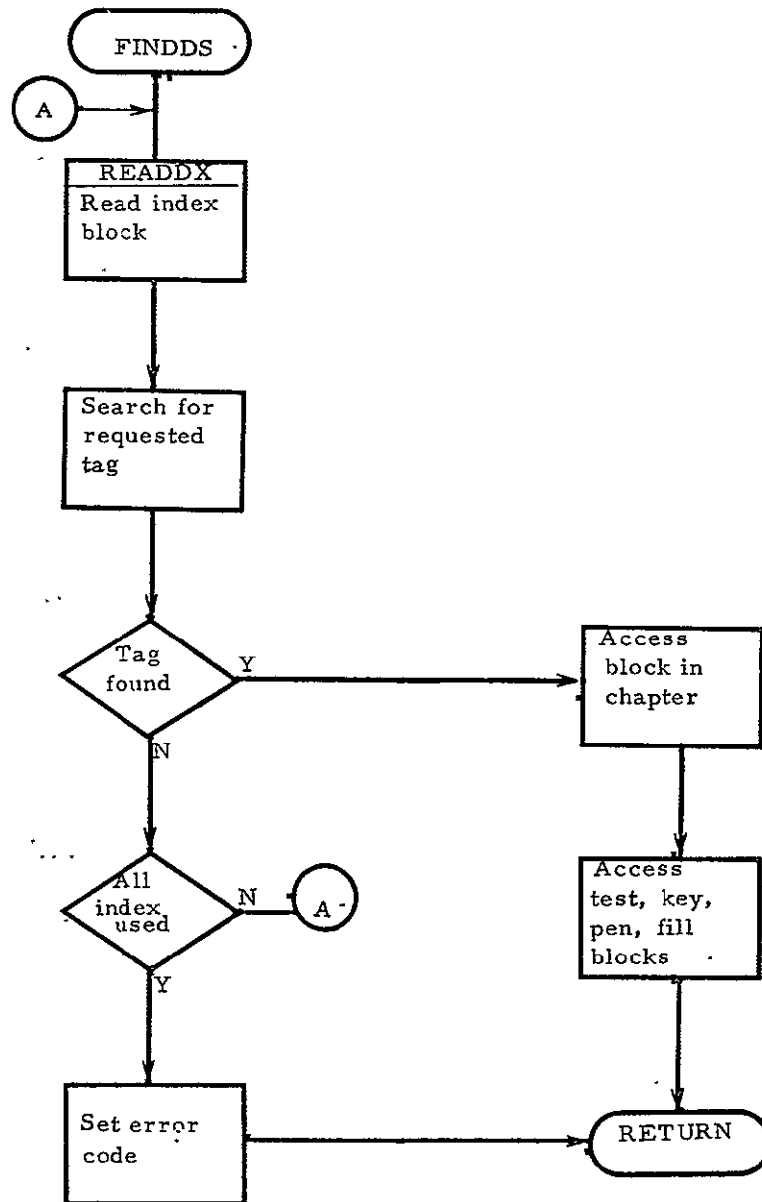 FINDDS
A
READDX
Read index
block
Search for
requested
tag
Tag
found
Y
N
Access
block in
chapter
All
index
used
N
A
Y
Access
test, key,
pen, fill
blocks
Set error
code
RETURN